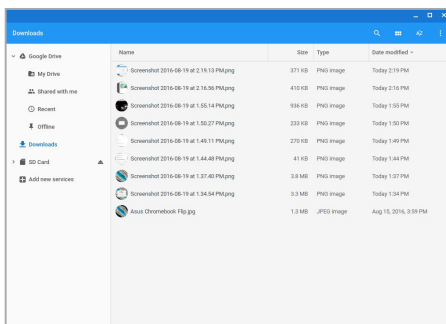 Downloads
Google Drive
My Drive
Shared with me
Recent
Offline
Downloads
SD Card
Add new services
Name Size Type Date modified
Screenshot 2016-08-19 at 2.19.13 PM.png 371 KB PNG image Today 2:19 PM
Screenshot 2016-08-19 at 2.16.56 PM.png 410 KB PNG image Today 2:16 PM
Screenshot 2016-08-19 at 1.55.14 PM.png 936 KB PNG image Today 1:55 PM
Screenshot 2016-08-19 at 1.50.27 PM.png 233 KB PNG image Today 1:50 PM
Screenshot 2016-08-19 at 1.49.11 PM.png 270 KB PNG image Today 1:49 PM
Screenshot 2016-08-19 at 1.44.48 PM.png 41 KB PNG image Today 1:44 PM
Screenshot 2016-08-19 at 1.37.40 PM.png 3.8 MB PNG image Today 1:37 PM
Screenshot 2016-08-19 at 1.34.54 PM.png 3.3 MB PNG image Today 1:34 PM
Asus Chromebook Flip.jpg 1.3 MB JPEG image Aug 15, 2016, 3:59 PM